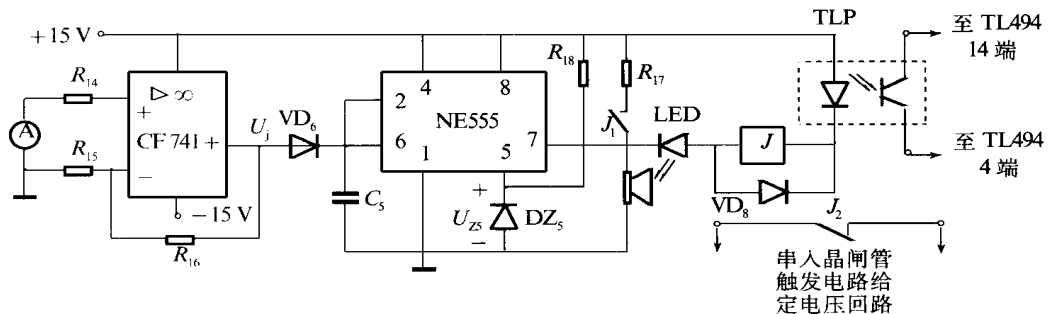 TLP
至 TL494
14 端
+15 V
R18
R17
R14
▷ ∞
+
CF 741
+
Uj
VD6
2
4
8
NE555
6
7
1
5
J1
LED
J
A
R15
−
至 TL494
4 端
−15 V
C5
+
UZ5
DZ5
−
VD8
J2
R16
串入晶闸管
触发电路给
定电压回路